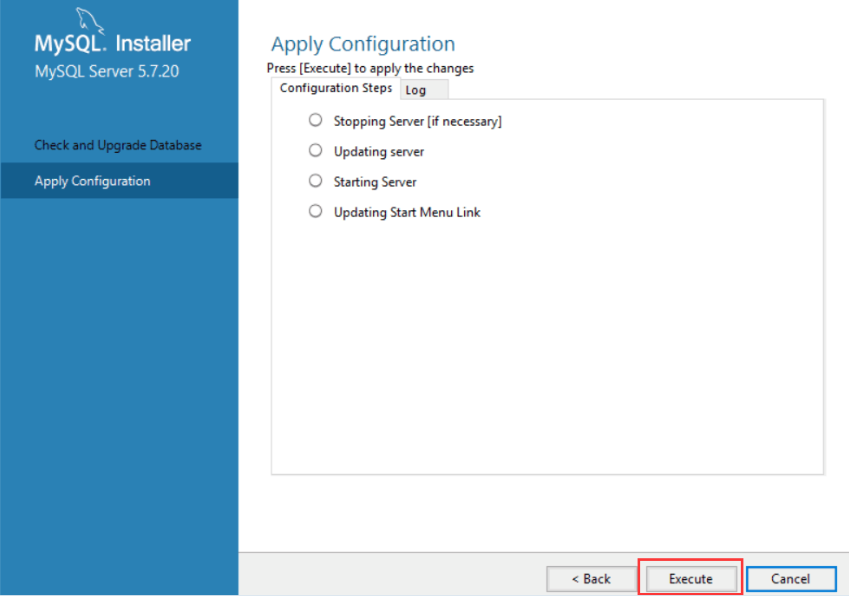 MySQL. Installer
MySQL Server 5.7.20
Check and Upgrade Database
Apply Configuration
Apply Configuration
Press [Execute] to apply the changes
Configuration Steps Log
Stopping Server [if necessary]
Updating server
Starting Server
Updating Start Menu Link
< Back Execute Cancel